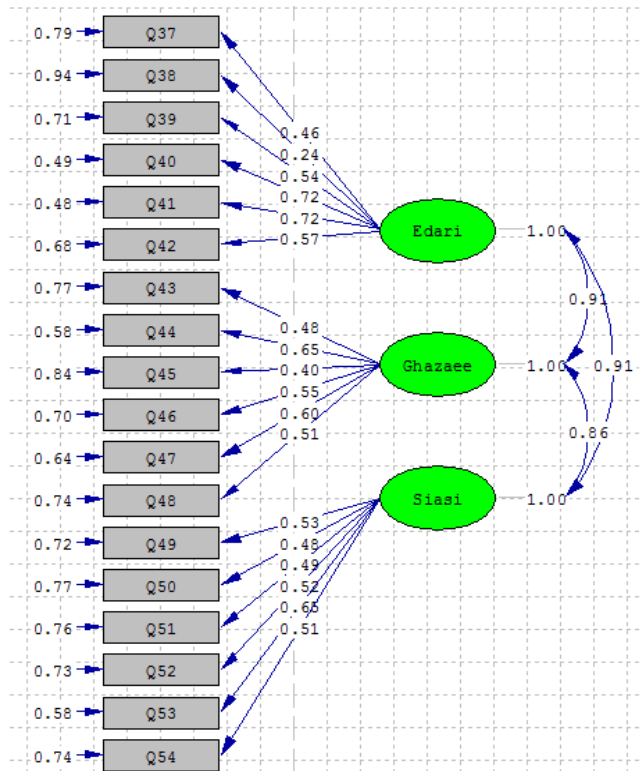 0.79 Q37
0.94 Q38
0.71 Q39
0.49 Q40
0.48 Q41
0.68 Q42
0.77 Q43
0.58 Q44
0.84 Q45
0.70 Q46
0.64 Q47
0.74 Q48
0.72 Q49
0.77 Q50
0.76 Q51
0.73 Q52
0.58 Q53
0.74 Q54
0.46
0.24
0.54
0.72
0.72
0.57
0.48
0.65
0.40
0.55
0.60
0.51
0.53
0.48
0.49
0.52
0.65
0.51
Edari 1.00
Ghazaee 1.00
Siasi 1.00
0.91
0.91
0.86